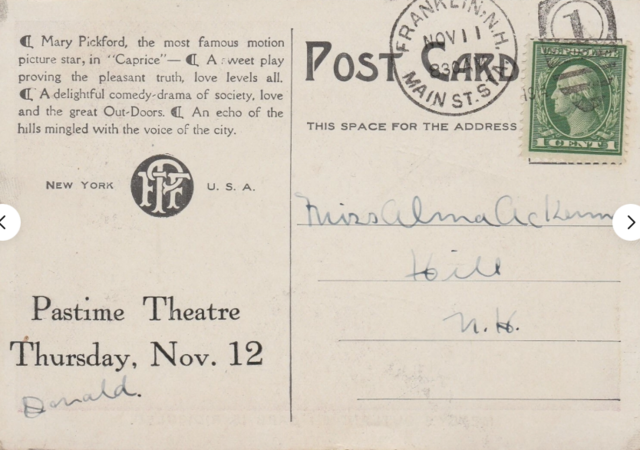 ¶ Mary Pickford, the most famous motion
picture star, in "Caprice"— ¶ A sweet play
proving the pleasant truth, love levels all.
¶ A delightful comedy-drama of society, love
and the great Out-Doors. ¶ An echo of the
hills mingled with the voice of the city.
NEW YORK
U. S. A.
Pastime Theatre
Thursday, Nov. 12
Donald.
POST CARD
FRANKLIN, N.H.
NOV 11
MAIN ST. STA.
1
1 CENT 1
THIS SPACE FOR THE ADDRESS
Miss Alma Ackerm
Hill
N.H.